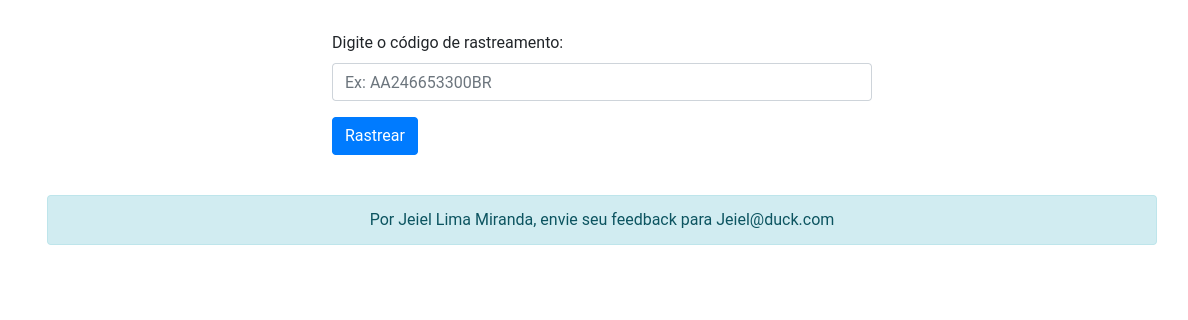 Digite o código de rastreamento:
Ex: AA246653300BR
Rastrear
Por Jeiel Lima Miranda, envie seu feedback para Jeiel@duck.com